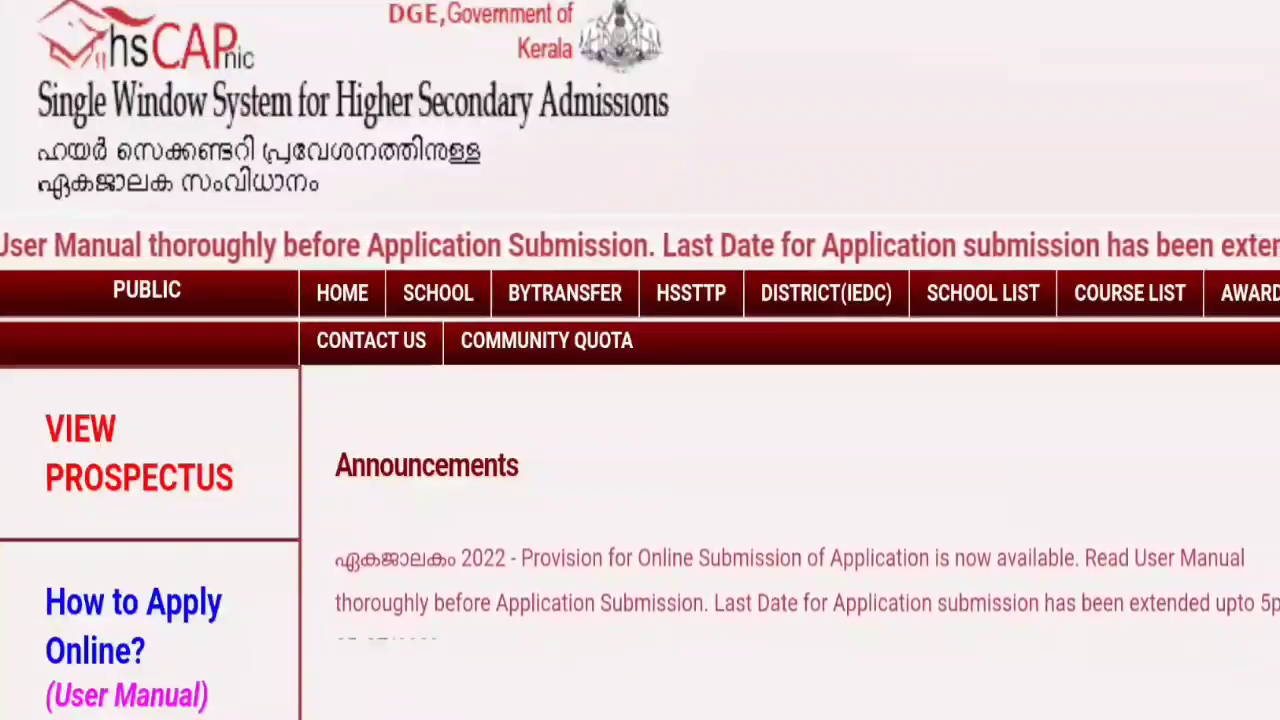 hsCAPnic
DGE,Government of
Kerala
Single Window System for Higher Secondary Admissions
ഹയർ സെക്കണ്ടറി പ്രവേശനത്തിനുള്ള
ഏകജാലക സംവിധാനം
User Manual thoroughly before Application Submission. Last Date for Application submission has been exten
PUBLIC HOME SCHOOL BYTRANSFER HSSTTP DISTRICT(IEDC) SCHOOL LIST COURSE LIST AWARD
CONTACT US COMMUNITY QUOTA
VIEW
PROSPECTUS
How to Apply
Online?
(User Manual)
Announcements
ഏകജാലകം 2022 - Provision for Online Submission of Application is now available. Read User Manual
thoroughly before Application Submission. Last Date for Application submission has been extended upto 5p